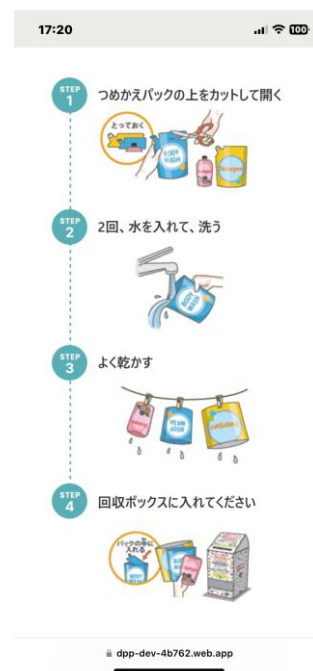 17:20
100
STEP 1
つめかえパックの上をカットして開く
とっておく
BODY WASH
STEP 2
2回、水を入れて、洗う
BODY WASH
STEP 3
よく乾かす
STEP 4
回収ボックスに入れてください
パックの中に
入れる
dpp-dev-4b762.web.app